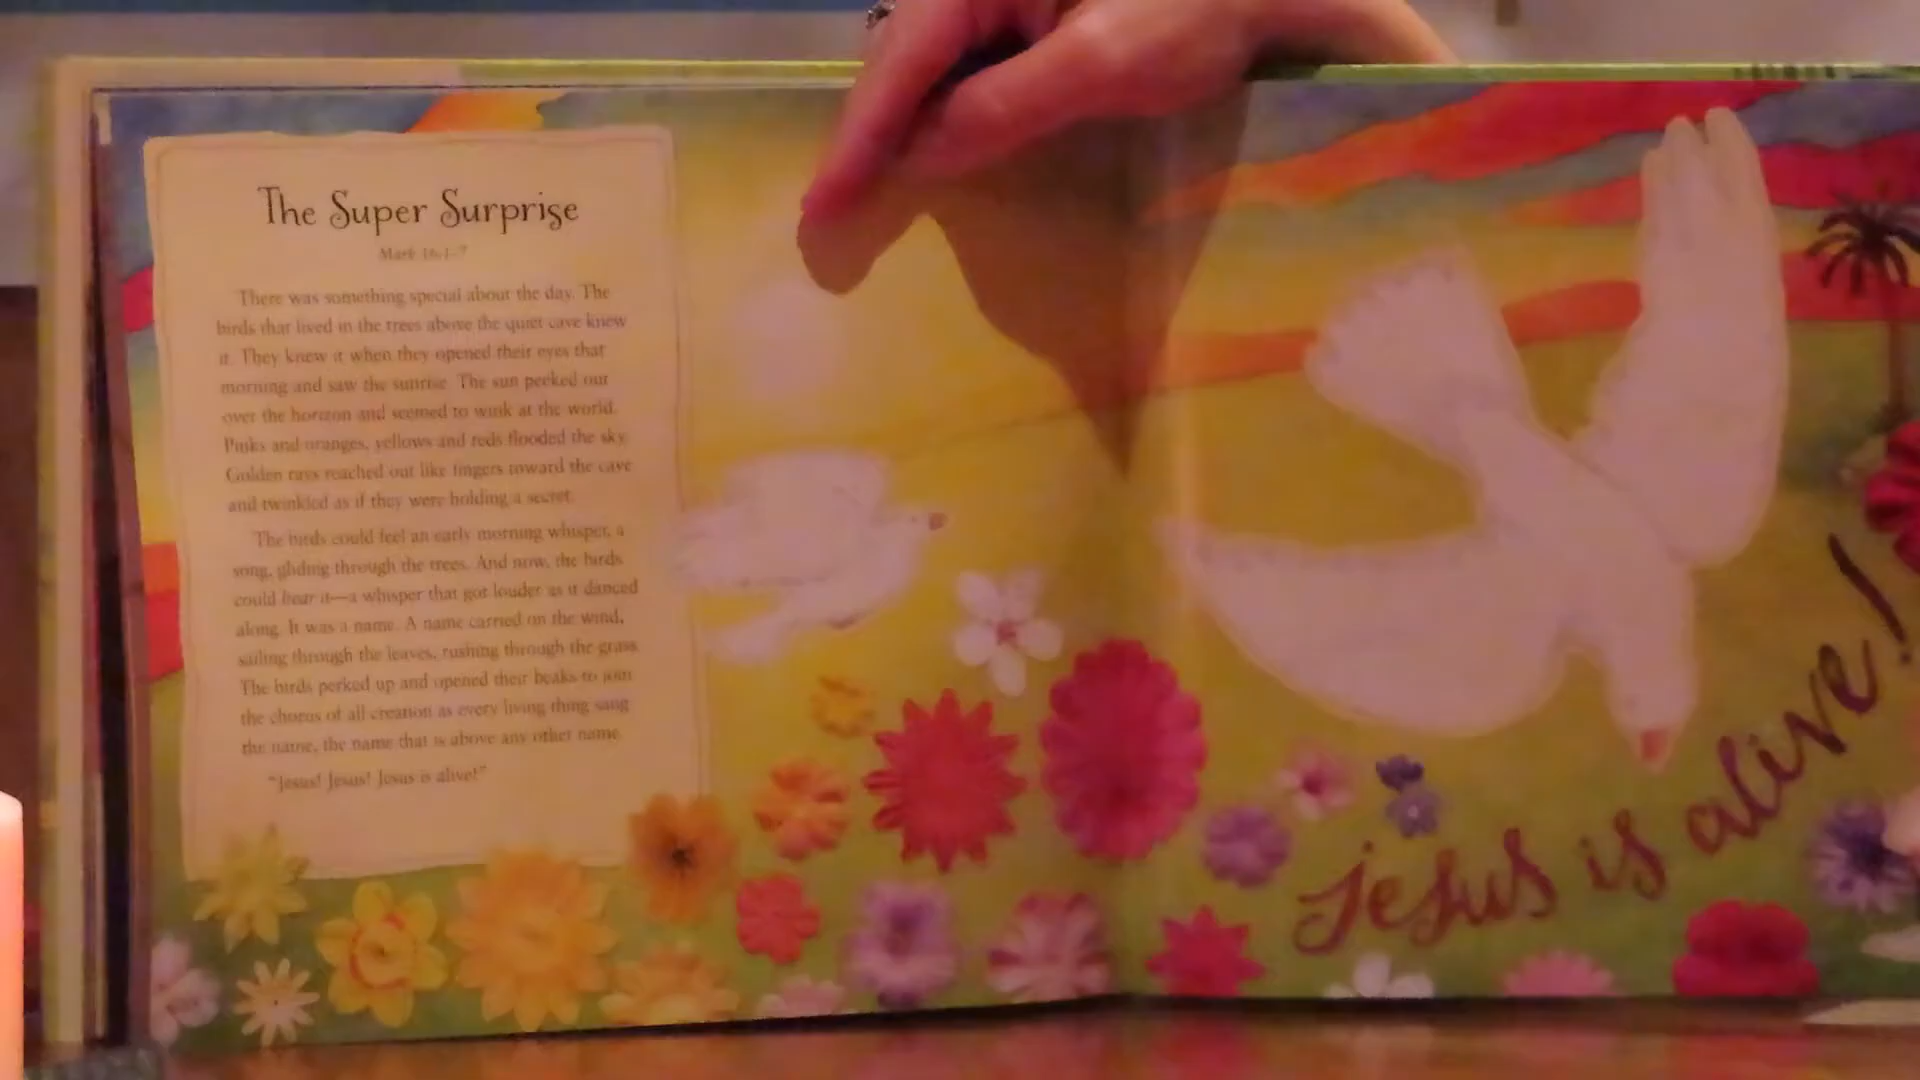 The Super Surprise
Mark 16:1–7
There was something special about the day. The
birds that lived in the trees above the quiet cave knew
it. They knew it when they opened their eyes that
morning and saw the sunrise. The sun peeked out
over the horizon and seemed to wink at the world.
Pinks and oranges, yellows and reds flooded the sky.
Golden rays reached out like fingers toward the cave
and twinkled as if they were holding a secret.
The birds could feel an early morning whisper, a
song, gliding through the trees. And now, the birds
could hear it—a whisper that got louder as it danced
along. It was a name. A name carried on the wind,
sailing through the leaves, rushing through the grass.
The birds perked up and opened their beaks to join
the chorus of all creation as every living thing sang
the name, the name that is above any other name.
"Jesus! Jesus! Jesus is alive!"
Jesus is alive!